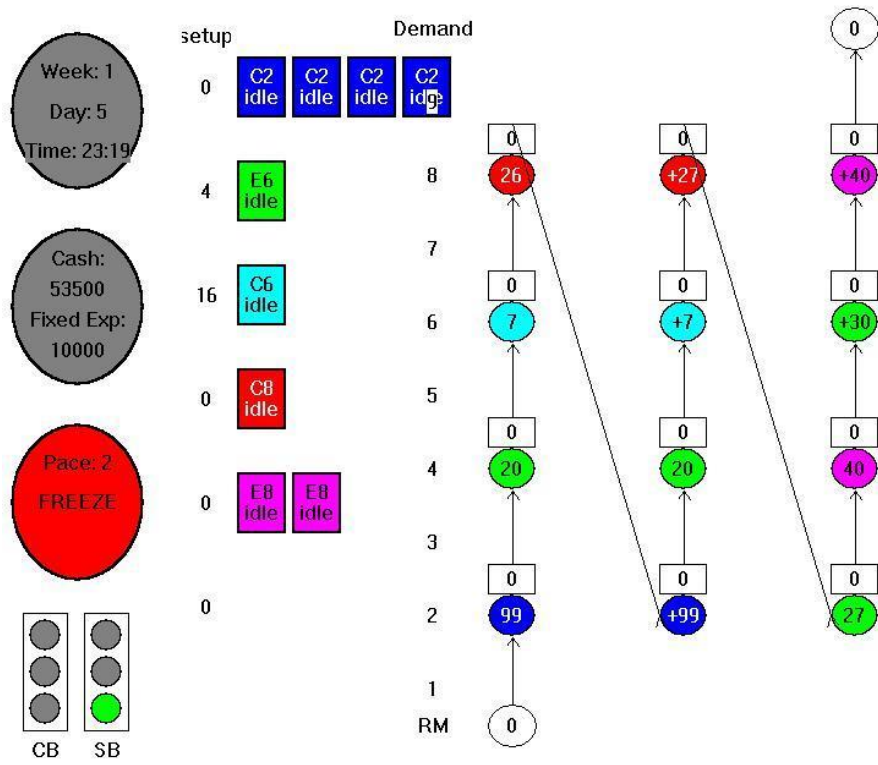 Week: 1
Day: 5
Time: 23:19
Cash:
53500
Fixed Exp:
10000
Pace: 2
FREEZE
CB SB
setup
0
4
16
0
0
0
C2 idle
C2 idle
C2 idle
C2 idle
9
E6 idle
C6 idle
C8 idle
E8 idle
E8 idle
Demand
0
0 0 0
8 26 +27 +40
7
0 0 0
6 7 +7 +30
5
0 0 0
4 20 20 40
3
0 0 0
2 99 +99 27
1
RM 0